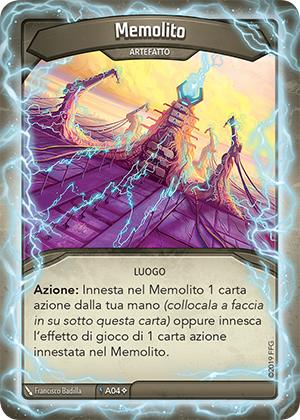 Memolito
ARTEFATTO
LUOGO
Azione: Innesta nel Memolito 1 carta
azione dalla tua mano (collocala a faccia
in su sotto questa carta) oppure innesca
l'effetto di gioco di 1 carta azione
innestata nel Memolito.
©2019 FFG
Francisco Badilla
A04